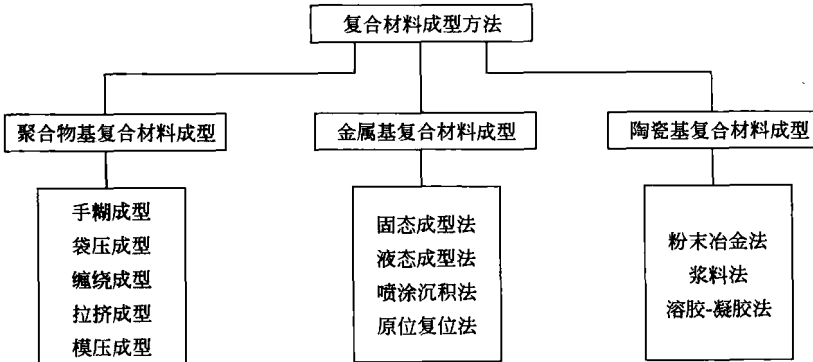 复合材料成型方法
聚合物基复合材料成型
金属基复合材料成型
陶瓷基复合材料成型
手糊成型
袋压成型
缠绕成型
拉挤成型
模压成型
固态成型法
液态成型法
喷涂沉积法
原位复位法
粉末冶金法
浆料法
溶胶-凝胶法